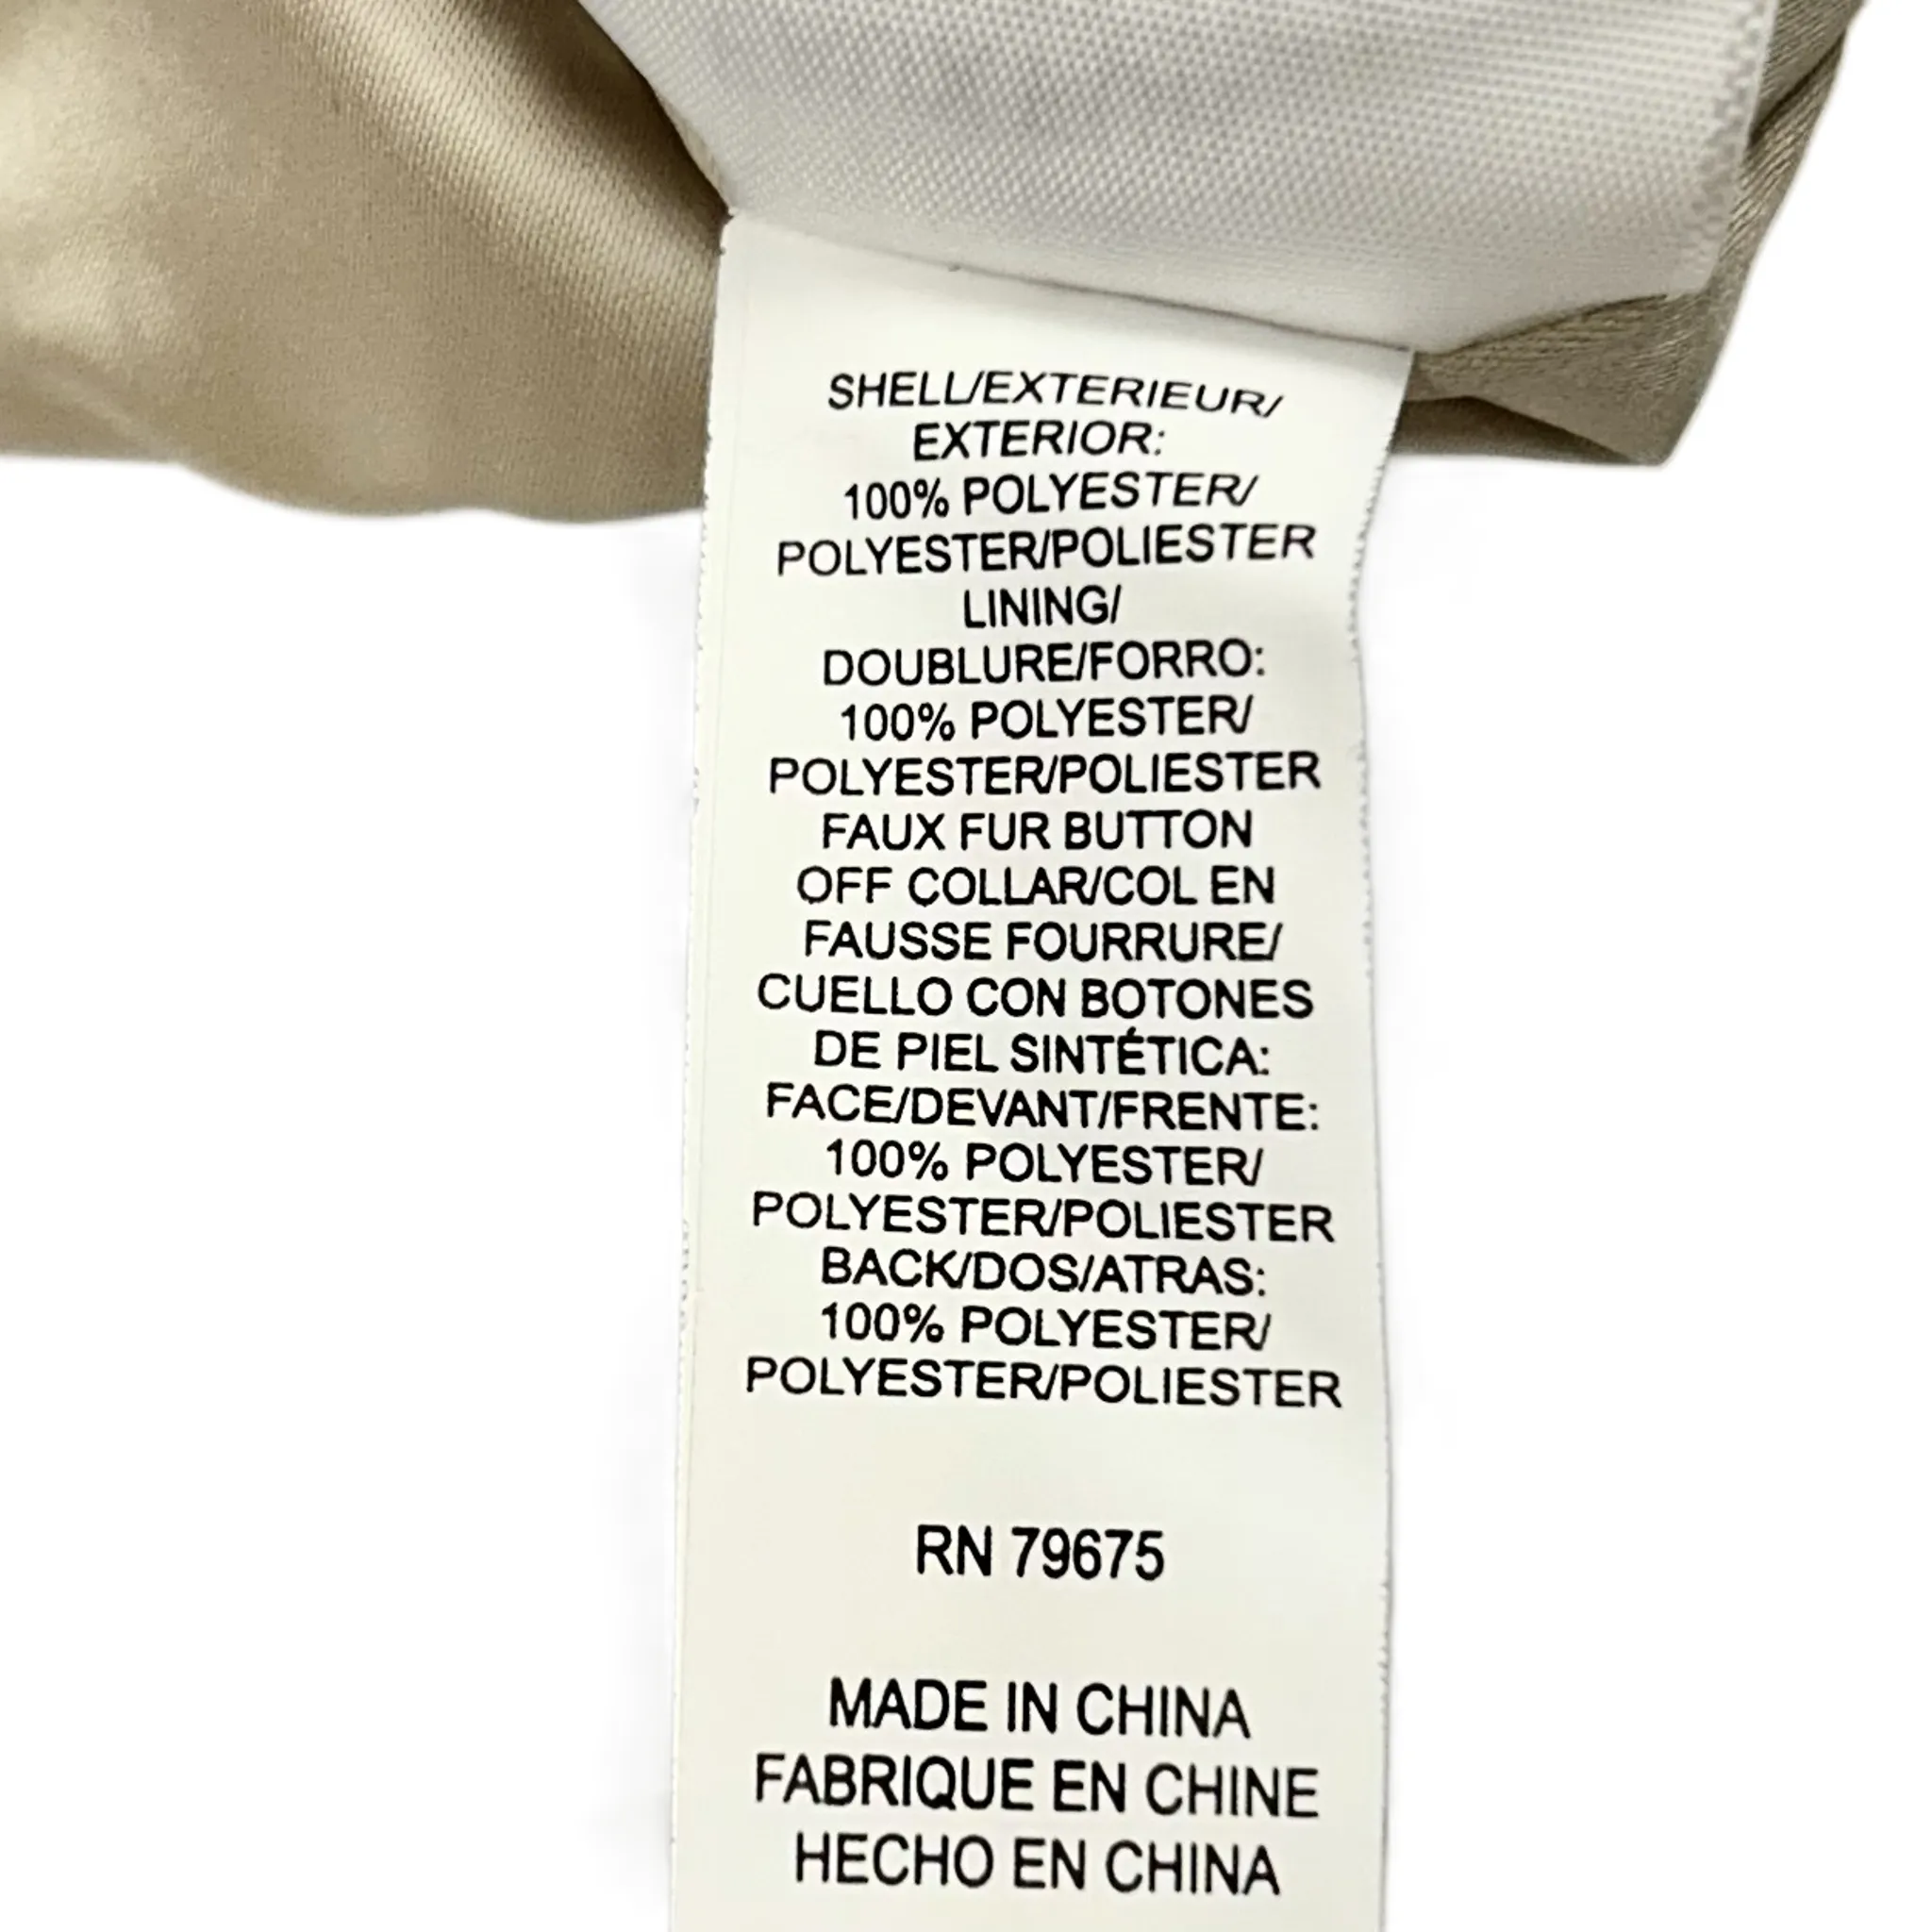 SHELL/EXTERIEUR/
EXTERIOR:
100% POLYESTER/
POLYESTER/POLIESTER
LINING/
DOUBLURE/FORRO:
100% POLYESTER/
POLYESTER/POLIESTER
FAUX FUR BUTTON
OFF COLLAR/COL EN
FAUSSE FOURRURE/
CUELLO CON BOTONES
DE PIEL SINTÉTICA:
FACE/DEVANT/FRENTE:
100% POLYESTER/
POLYESTER/POLIESTER
BACK/DOS/ATRAS:
100% POLYESTER/
POLYESTER/POLIESTER
RN 79675
MADE IN CHINA
FABRIQUE EN CHINE
HECHO EN CHINA